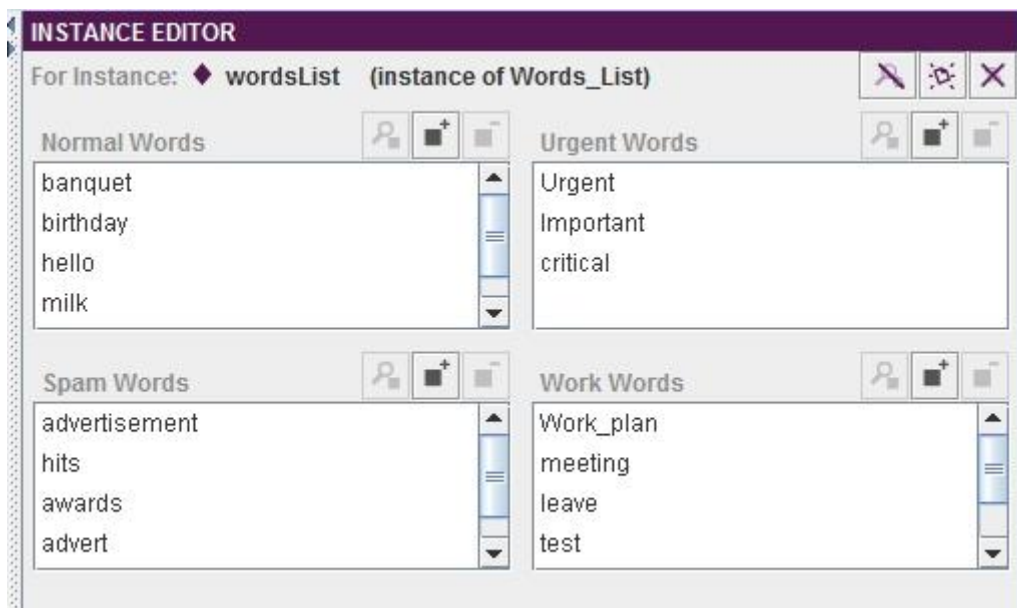 INSTANCE EDITOR
For Instance: wordsList (instance of Words_List)
Normal Words
banquet
birthday
hello
milk
Urgent Words
Urgent
Important
critical
Spam Words
advertisement
hits
awards
advert
Work Words
Work_plan
meeting
leave
test